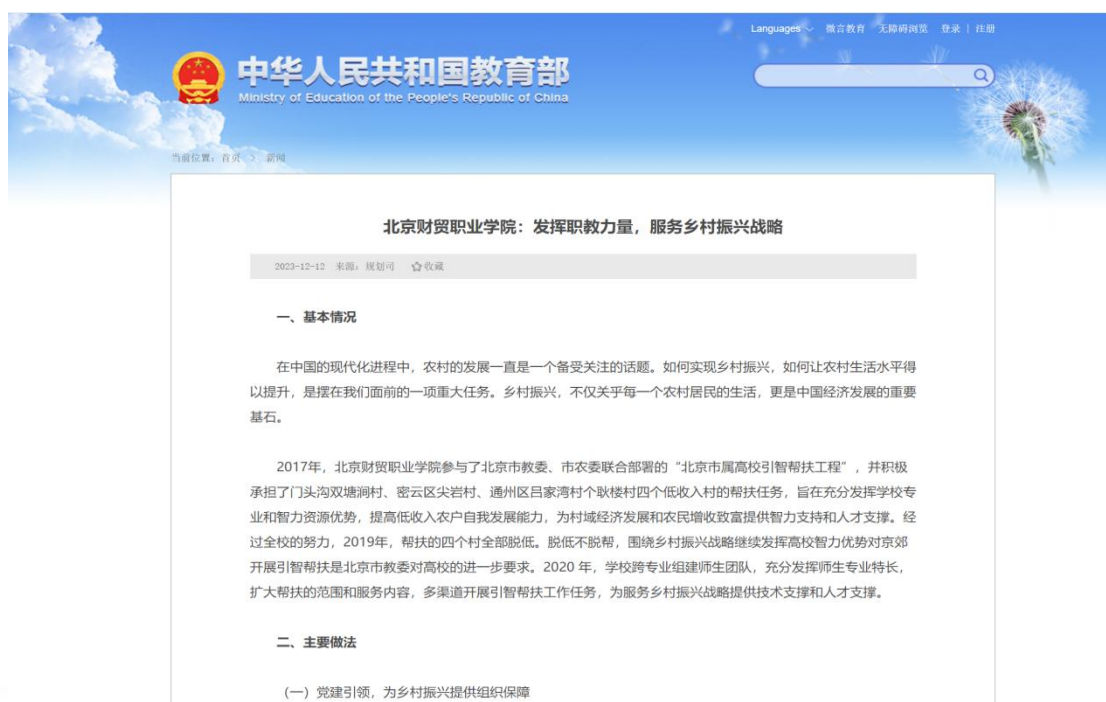 Languages 微言教育 无障碍浏览 登录 | 注册
中华人民共和国教育部
Ministry of Education of the People's Republic of China
当前位置：首页 > 新闻
北京财贸职业学院：发挥职教力量，服务乡村振兴战略
2023-12-12 来源：规划司 收藏
一、基本情况
在中国的现代化进程中，农村的发展一直是一个备受关注的话题。如何实现乡村振兴，如何让农村生活水平得
以提升，是摆在我们面前的一项重大任务。乡村振兴，不仅关乎每一个农村居民的生活，更是中国经济发展的重要
基石。
2017年，北京财贸职业学院参与了北京市教委、市农委联合部署的“北京市属高校引智帮扶工程”，并积极
承担了门头沟双塘涧村、密云区尖岩村、通州区吕家湾村个耿楼村四个低收入村的帮扶任务，旨在充分发挥学校专
业和智力资源优势，提高低收入农户自我发展能力，为村域经济发展和农民增收致富提供智力支持和人才支撑。经
过全校的努力，2019年，帮扶的四个村全部脱低。脱低不脱帮，围绕乡村振兴战略继续发挥高校智力优势对京郊
开展引智帮扶是北京市教委对高校的进一步要求。2020 年，学校跨专业组建师生团队，充分发挥师生专业特长，
扩大帮扶的范围和服务内容，多渠道开展引智帮扶工作任务，为服务乡村振兴战略提供技术支撑和人才支撑。
二、主要做法
（一）党建引领，为乡村振兴提供组织保障